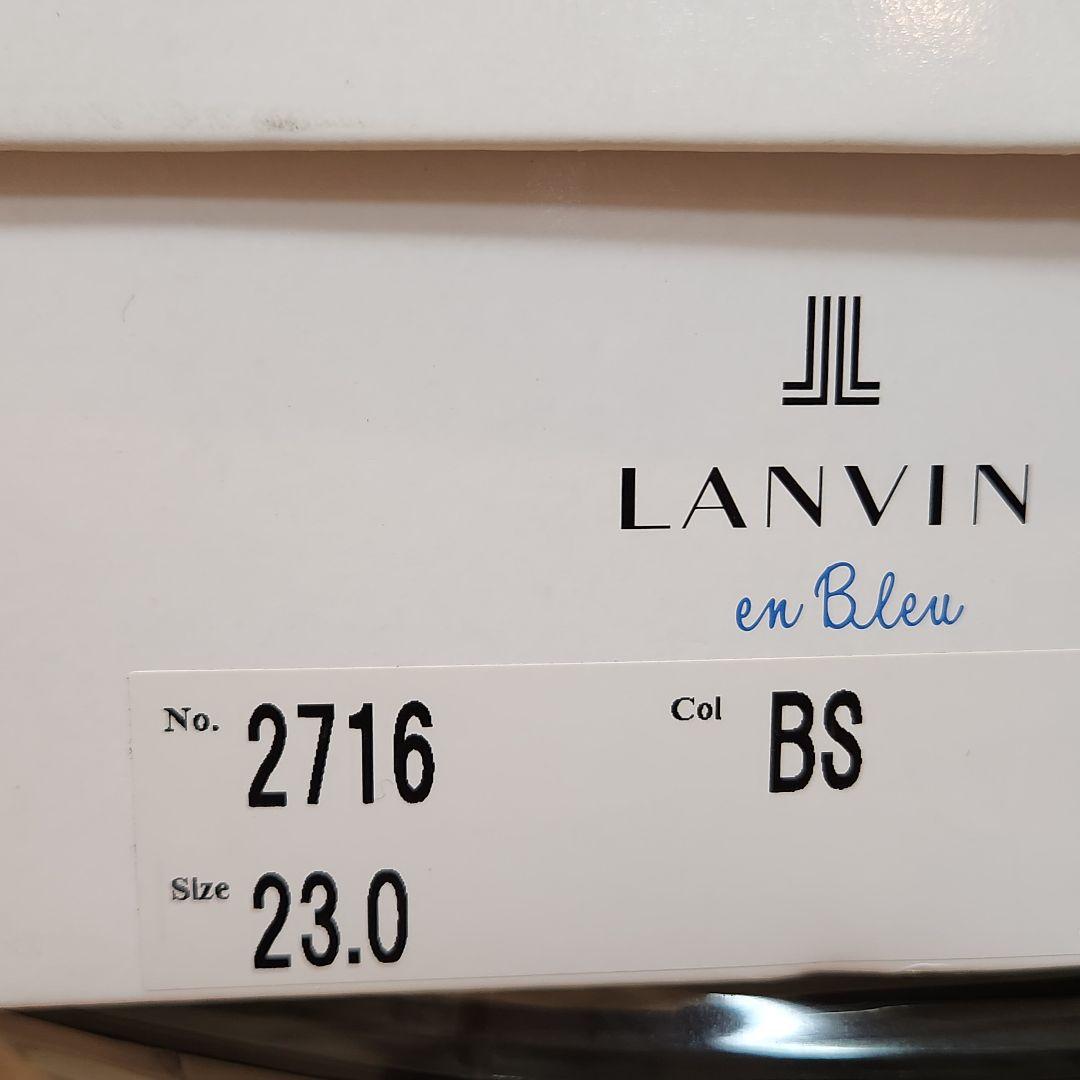 LANVIN
en Bleu
No. 2716 Col BS
Size 23.0